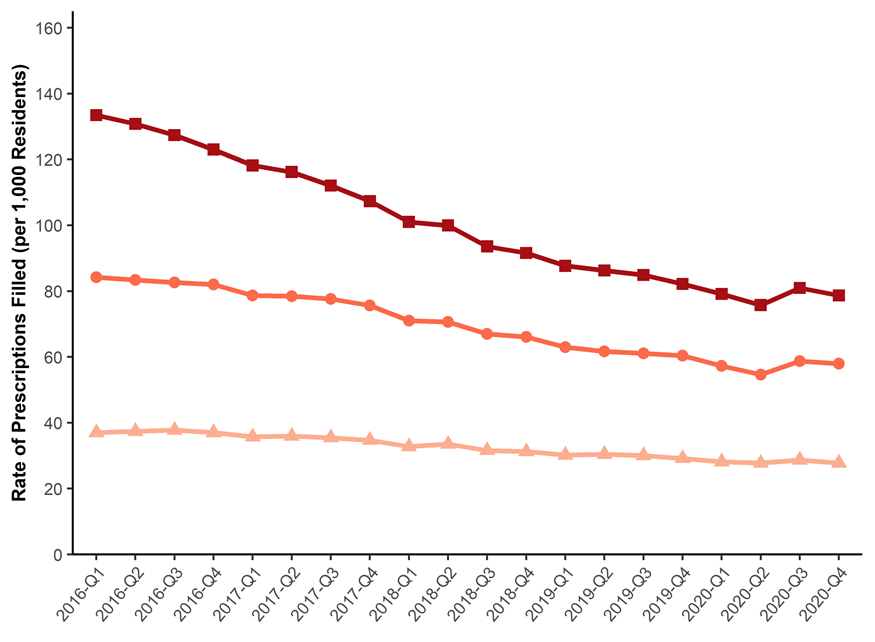 Rate of Prescriptions Filled (per 1,000 Residents)
160
140
120
100
80
60
40
20
0
2016-Q1
2016-Q2
2016-Q3
2016-Q4
2017-Q1
2017-Q2
2017-Q3
2017-Q4
2018-Q1
2018-Q2
2018-Q3
2018-Q4
2019-Q1
2019-Q2
2019-Q3
2019-Q4
2020-Q1
2020-Q2
2020-Q3
2020-Q4